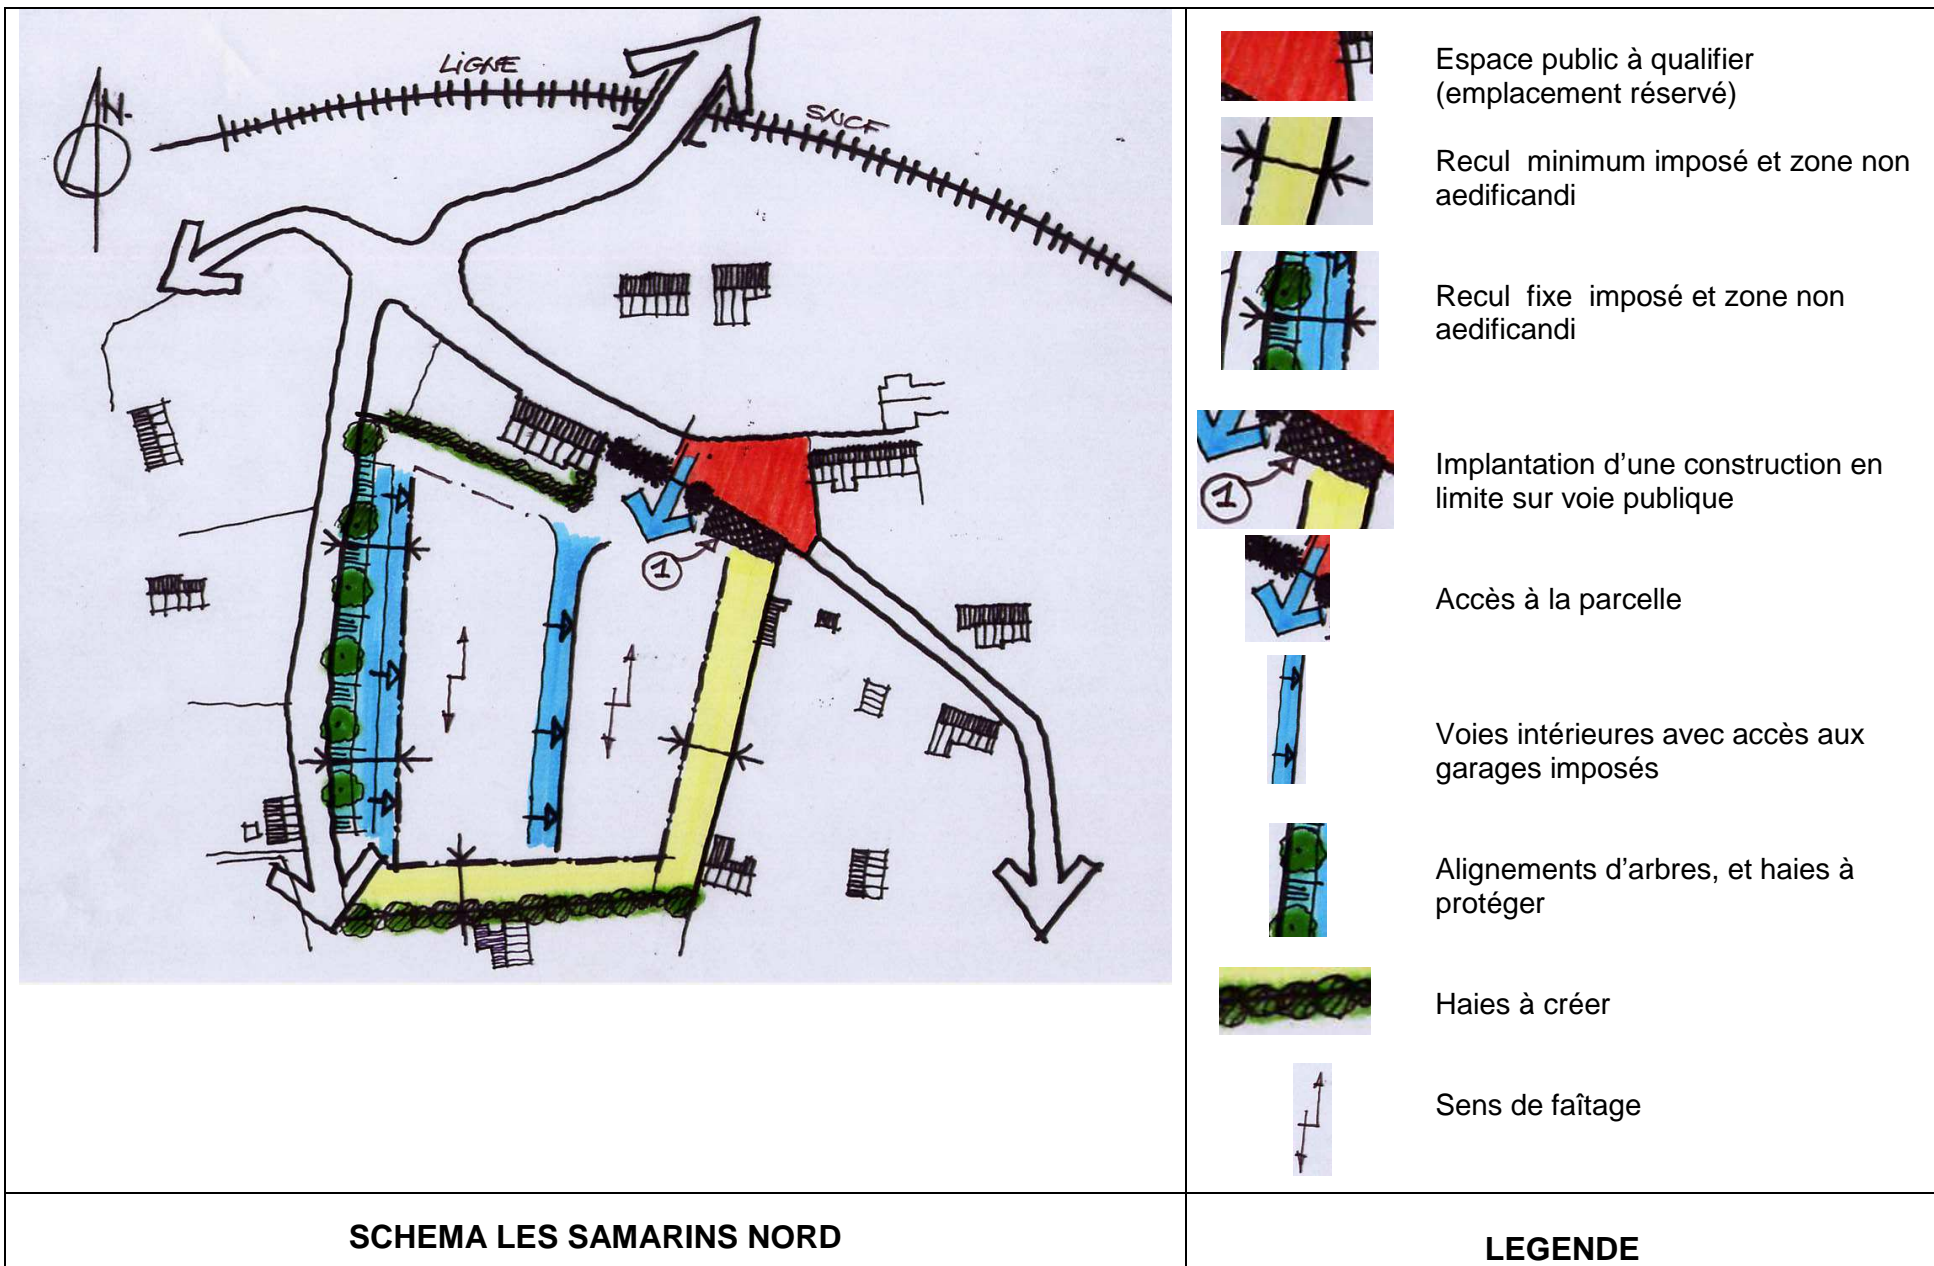 LIGNE
SNCF
N.
1
SCHEMA LES SAMARINS NORD
Espace public à qualifier
(emplacement réservé)
Recul minimum imposé et zone non
aedificandi
Recul fixe imposé et zone non
aedificandi
1
Implantation d'une construction en
limite sur voie publique
Accès à la parcelle
Voies intérieures avec accès aux
garages imposés
Alignements d'arbres, et haies à
protéger
Haies à créer
Sens de faîtage
LEGENDE